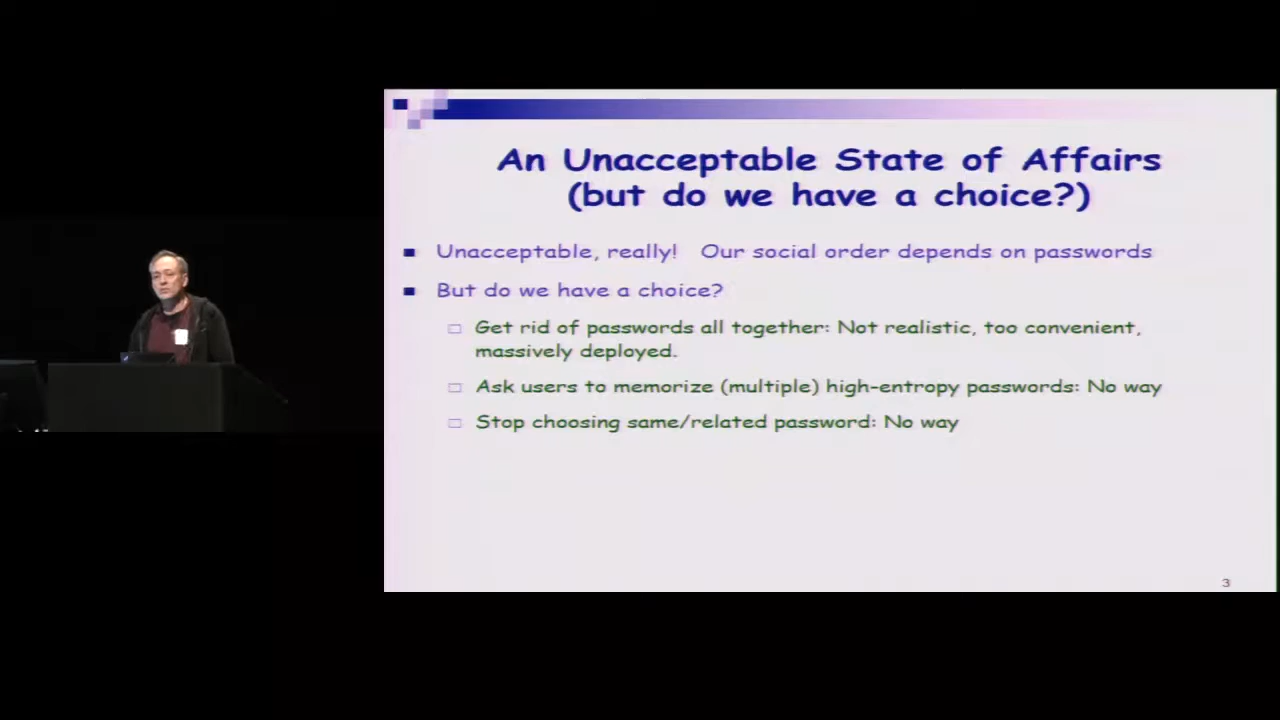 An Unacceptable State of Affairs
(but do we have a choice?)
Unacceptable, really! Our social order depends on passwords
But do we have a choice?
Get rid of passwords all together: Not realistic, too convenient,
massively deployed.
Ask users to memorize (multiple) high-entropy passwords: No way
Stop choosing same/related password: No way
3